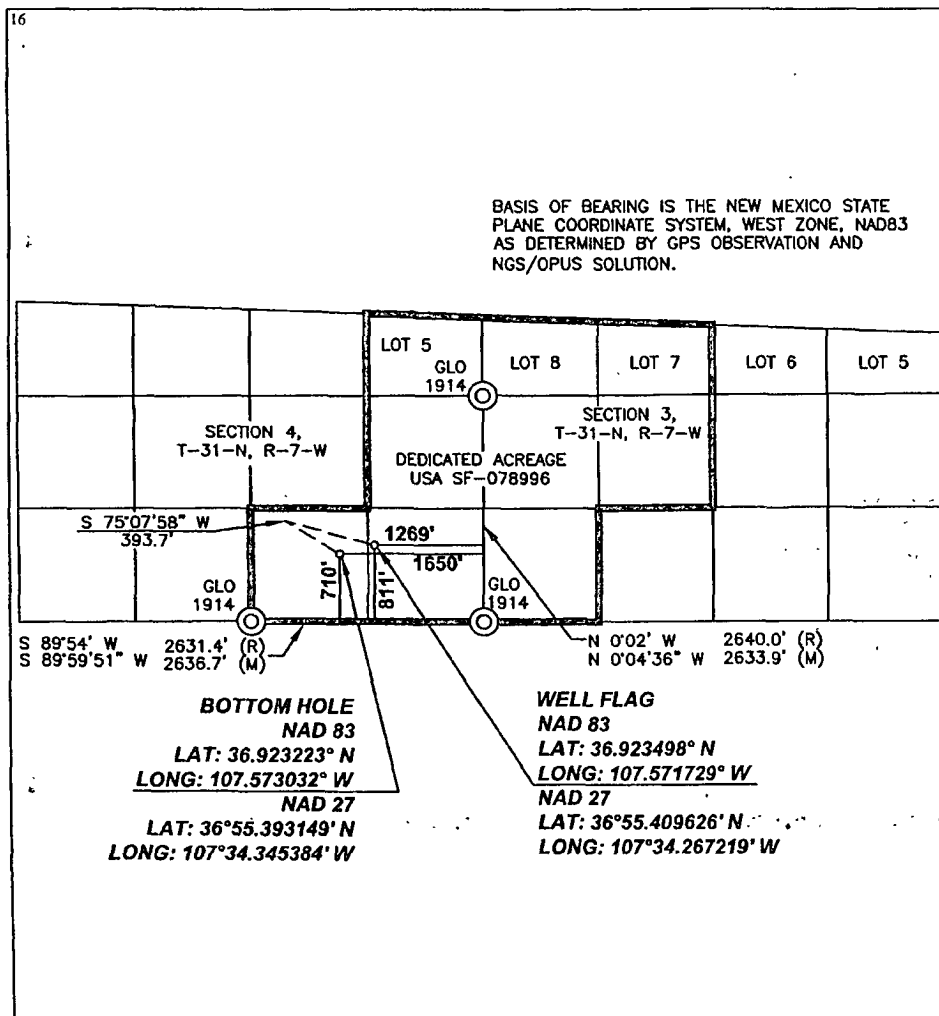 16
BASIS OF BEARING IS THE NEW MEXICO STATE
PLANE COORDINATE SYSTEM, WEST ZONE, NAD83
AS DETERMINED BY GPS OBSERVATION AND
NGS/OPUS SOLUTION.
LOT 5
LOT 8
LOT 7
LOT 6
LOT 5
GLO
1914
SECTION 4,
T-31-N, R-7-W
SECTION 3,
T-31-N, R-7-W
DEDICATED ACREAGE
USA SF-078996
S 75°07'58" W
393.7'
1269'
1650'
710'
811'
GLO
1914
GLO
1914
S 89°54' W 2631.4' (R)
S 89°59'51" W 2636.7' (M)
N 0°02' W 2640.0' (R)
N 0°04'36" W 2633.9' (M)
BOTTOM HOLE
NAD 83
LAT: 36.923223° N
LONG: 107.573032° W
NAD 27
LAT: 36°55.393149' N
LONG: 107°34.345384' W
WELL FLAG
NAD 83
LAT: 36.923498° N
LONG: 107.571729° W
NAD 27
LAT: 36°55.409626' N
LONG: 107°34.267219' W